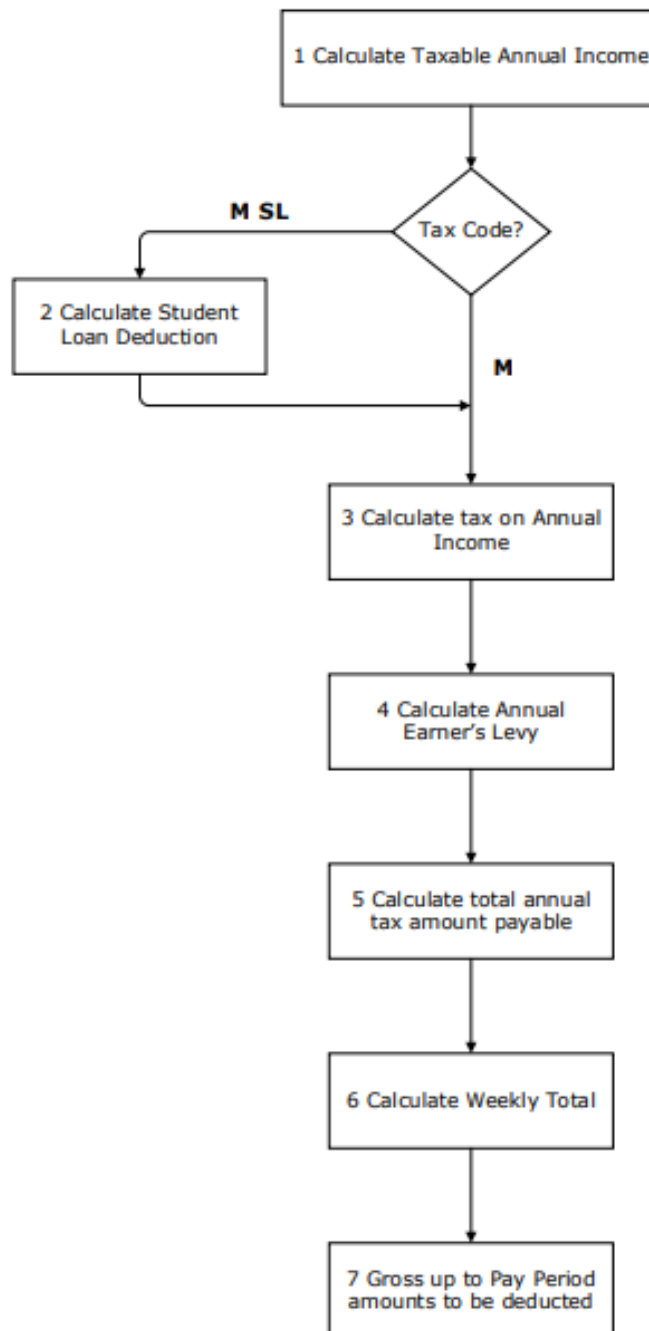 1 Calculate Taxable Annual Income
Tax Code?
M SL
2 Calculate Student
Loan Deduction
M
3 Calculate tax on Annual
Income
4 Calculate Annual
Earner’s Levy
5 Calculate total annual
tax amount payable
6 Calculate Weekly Total
7 Gross up to Pay Period
amounts to be deducted